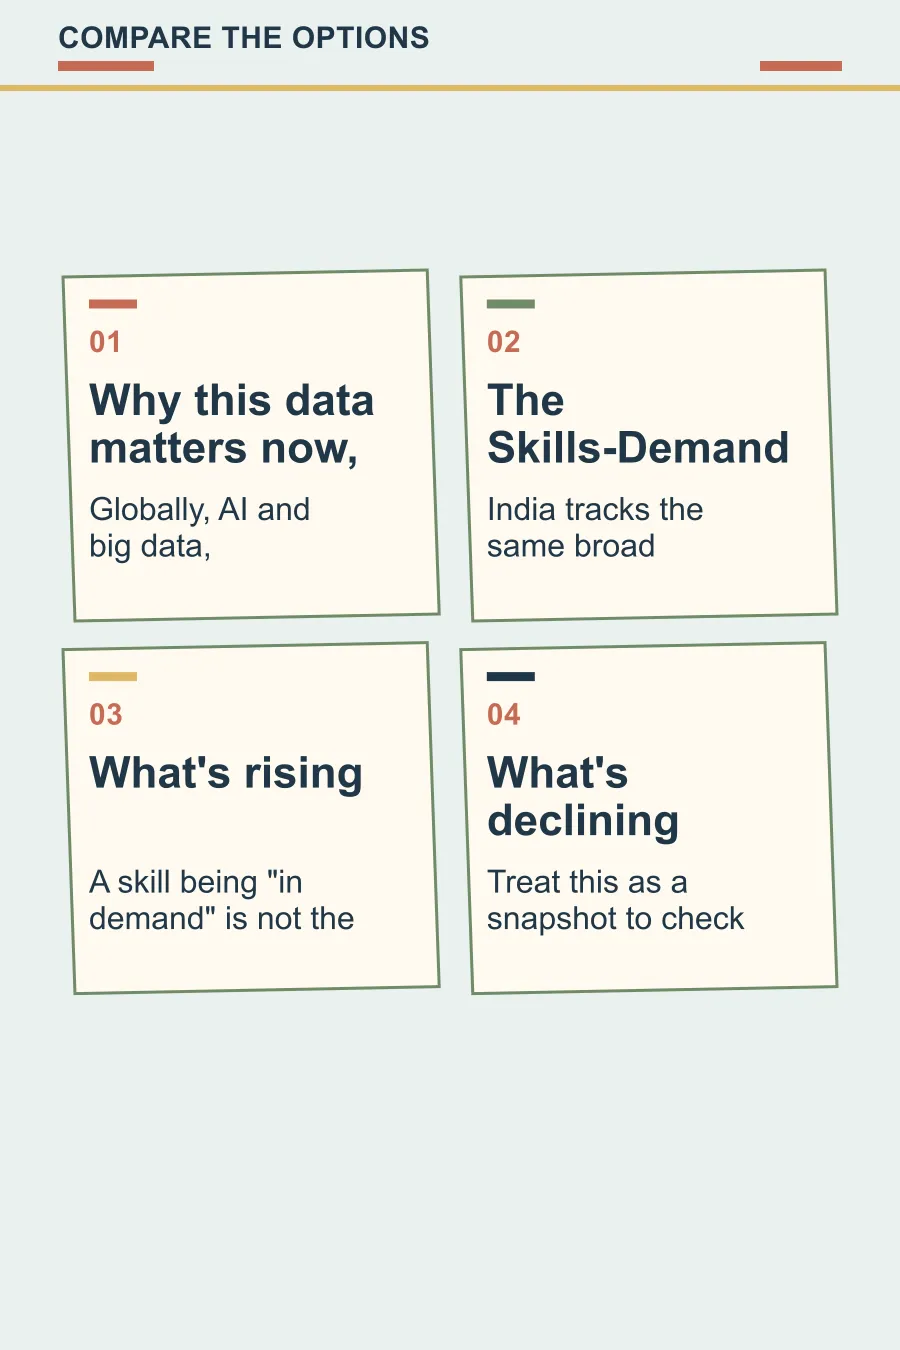 COMPARE THE OPTIONS
01
Why this data
matters now,
Globally, AI and
big data,
02
The
Skills-Demand
India tracks the
same broad
03
What's rising
A skill being "in
demand" is not the
04
What's
declining
Treat this as a
snapshot to check